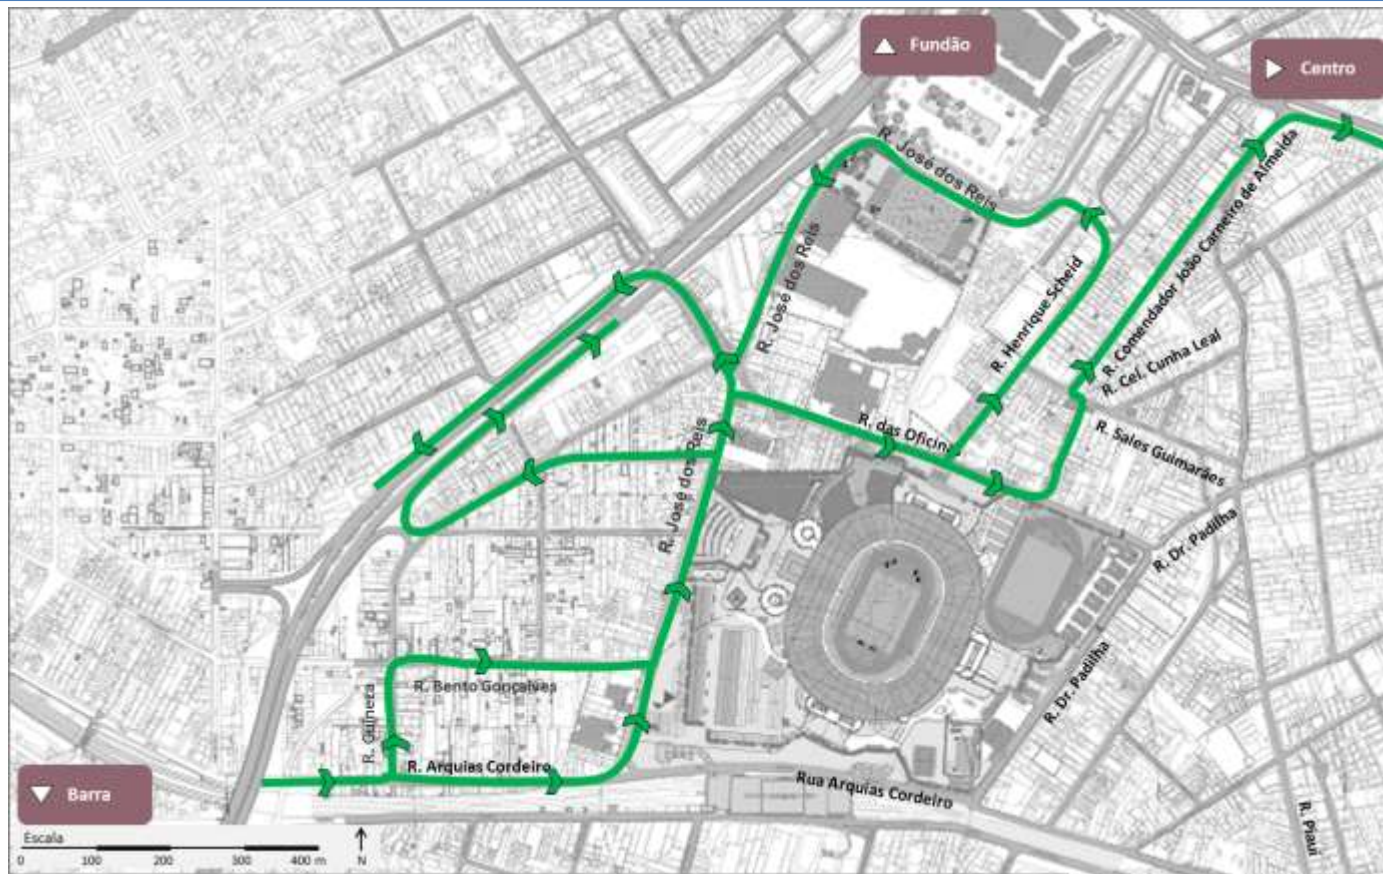 Fundão
Centro
R. José dos Reis
R. José dos Reis
R. Henrique Scheid
R. Comendador João Carneiro de Almeida
R. Cel. Cunha Leal
R. das Oficinas
R. Sales Guimarães
R. José dos Reis
R. Dr. Padilha
R. Dr. Padilha
R. Bento Gonçalves
R. Guineza
R. Arquias Cordeiro
Rua Arquias Cordeiro
R. Piauí
Barra
Escala
0 100 200 300 400 m
N